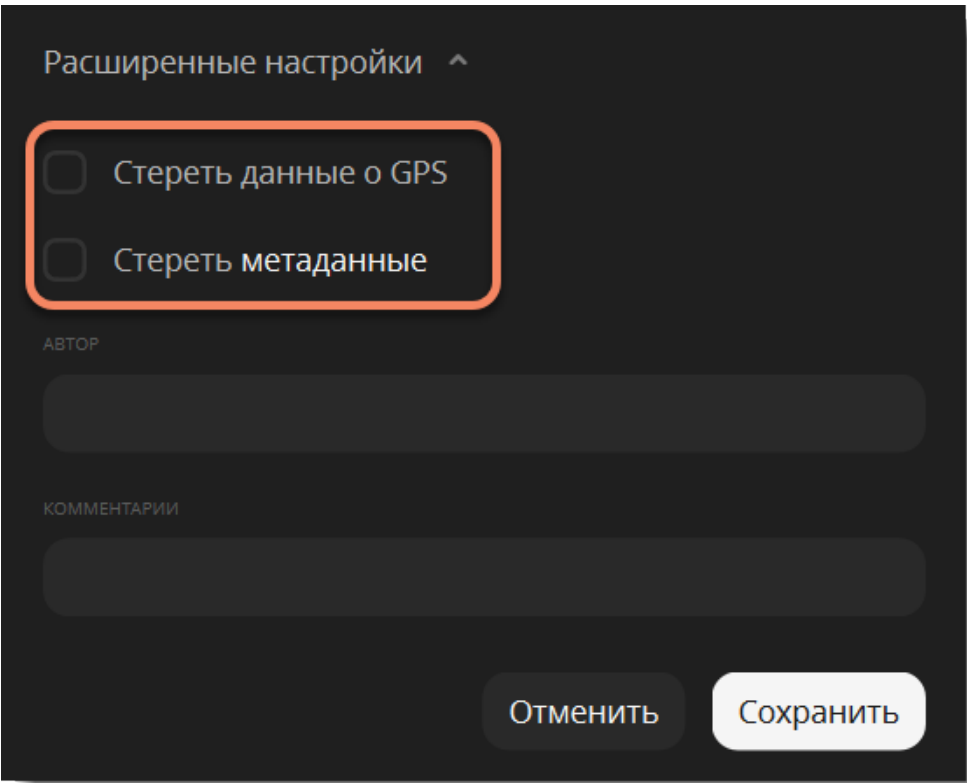 Расширенные настройки
Стереть данные о GPS
Стереть метаданные
АВТОР
КОММЕНТАРИИ
Отменить
Сохранить